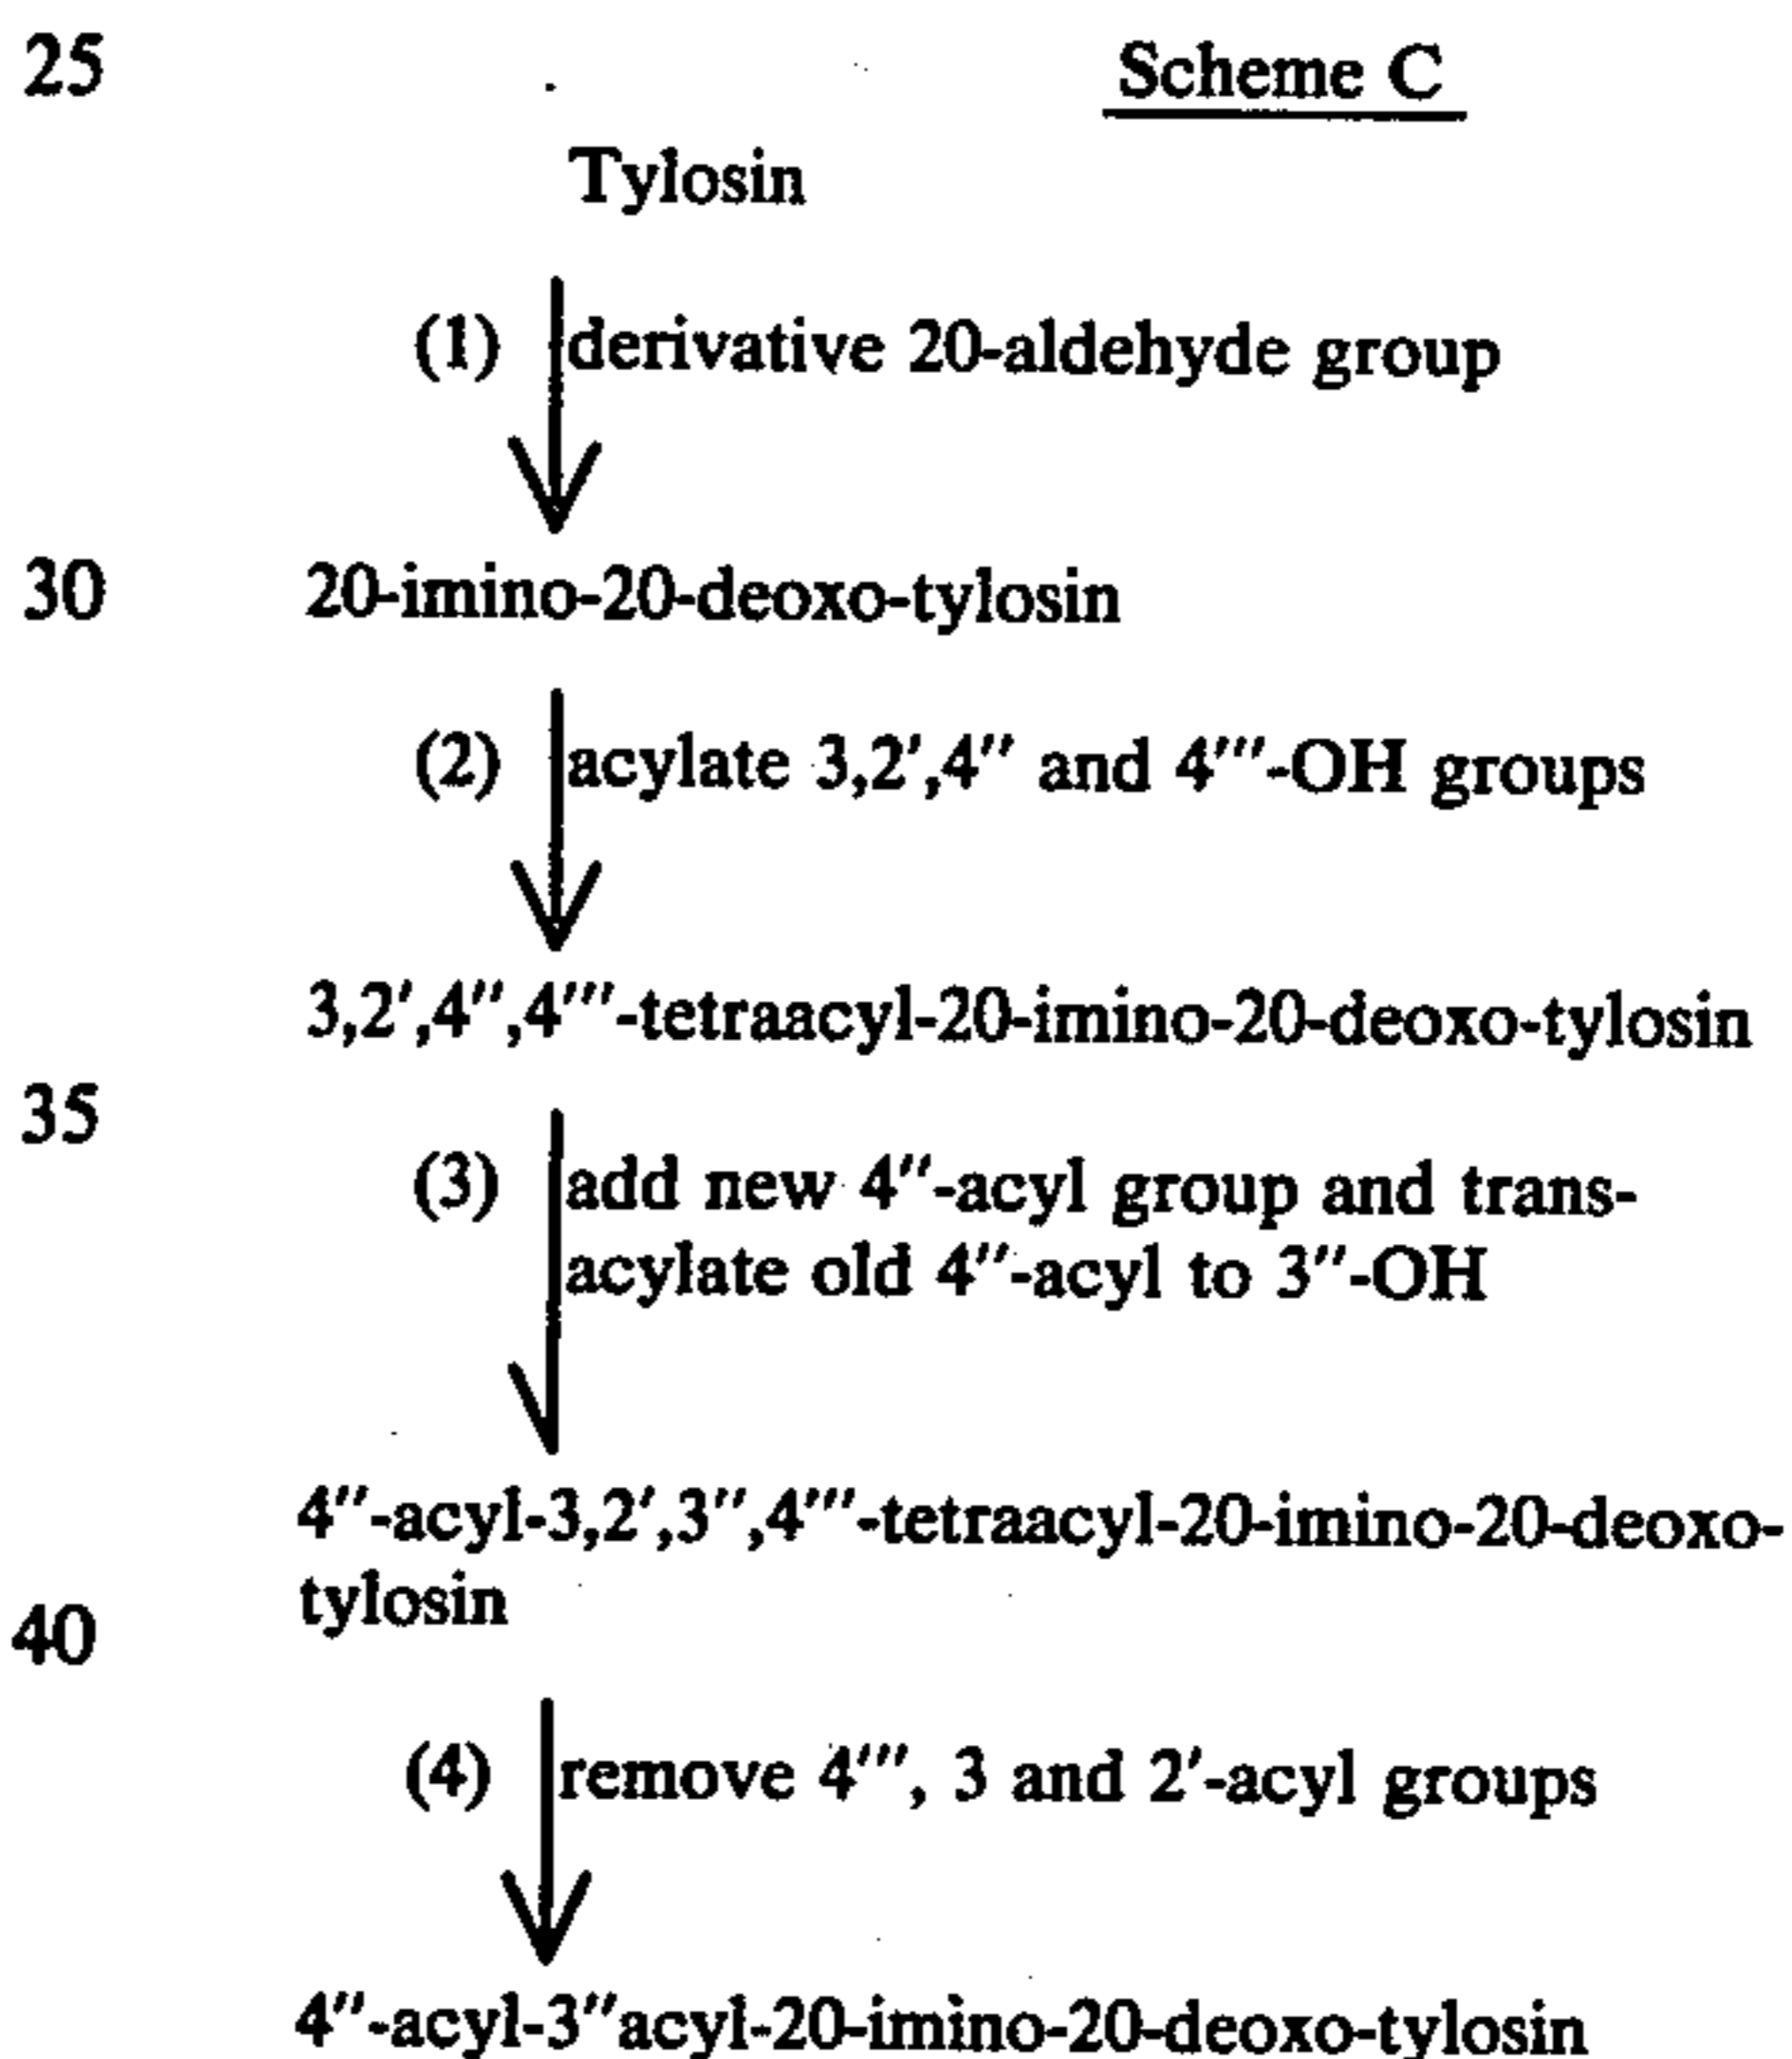 25
Scheme C
Tylosin
(1) derivative 20-aldehyde group
30
20-imino-20-deoxo-tylosin
(2) acylate 3,2',4'' and 4'''-OH groups
3,2',4'',4'''-tetraacyl-20-imino-20-deoxo-tylosin
35
(3) add new 4''-acyl group and trans-
acylate old 4''-acyl to 3''-OH
4''-acyl-3,2',3'',4'''-tetraacyl-20-imino-20-deoxo-
tylosin
40
(4) remove 4''', 3 and 2'-acyl groups
4''-acyl-3''acyl-20-imino-20-deoxo-tylosin